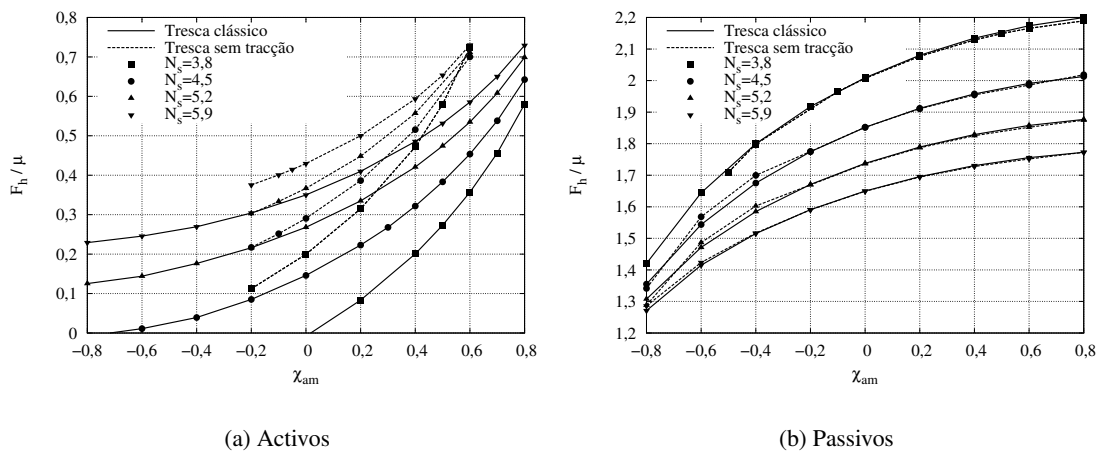 Tresca clássico
Tresca sem tracção
Nₛ=3,8
Nₛ=4,5
Nₛ=5,2
Nₛ=5,9
0,8
0,7
0,6
0,5
0,4
0,3
0,2
0,1
0
Fₕ / μ
−0,8 −0,6 −0,4 −0,2 0 0,2 0,4 0,6 0,8
χam
(a) Activos
Tresca clássico
Tresca sem tracção
Nₛ=3,8
Nₛ=4,5
Nₛ=5,2
Nₛ=5,9
2,2
2,1
2
1,9
1,8
1,7
1,6
1,5
1,4
1,3
1,2
Fₕ / μ
−0,8 −0,6 −0,4 −0,2 0 0,2 0,4 0,6 0,8
χam
(b) Passivos